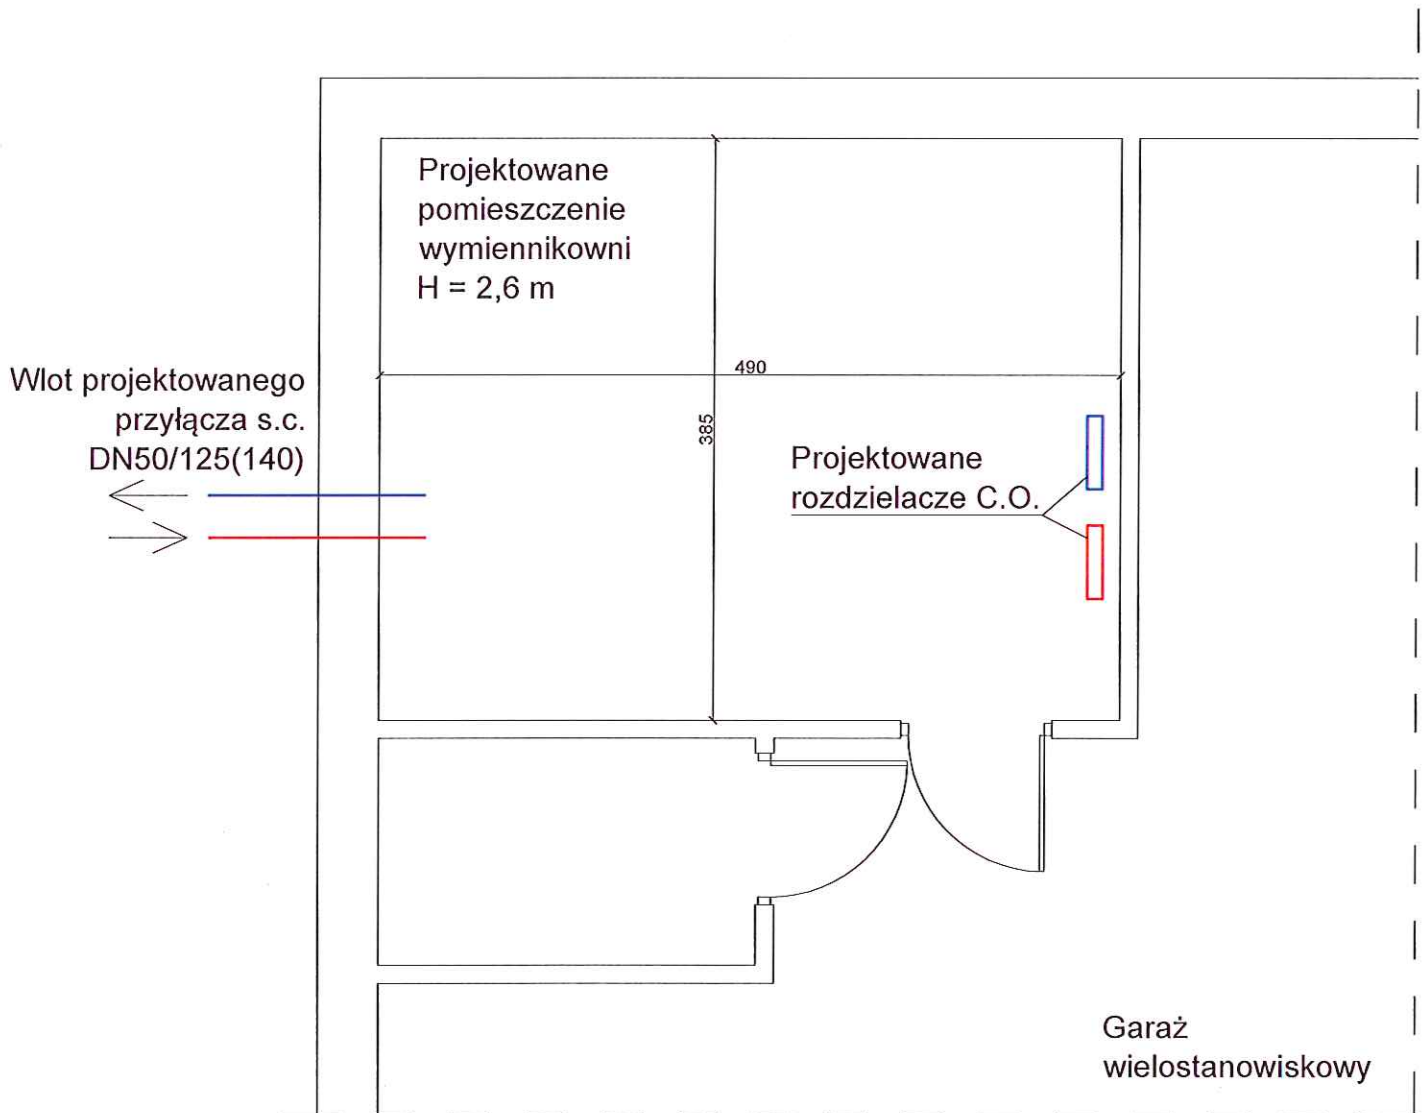 Projektowane
pomieszczenie
wymiennikowni
H = 2,6 m
490
385
Wlot projektowanego
przyłącza s.c.
DN50/125(140)
Projektowane
rozdzielacze C.O.
Garaż
wielostanowiskowy